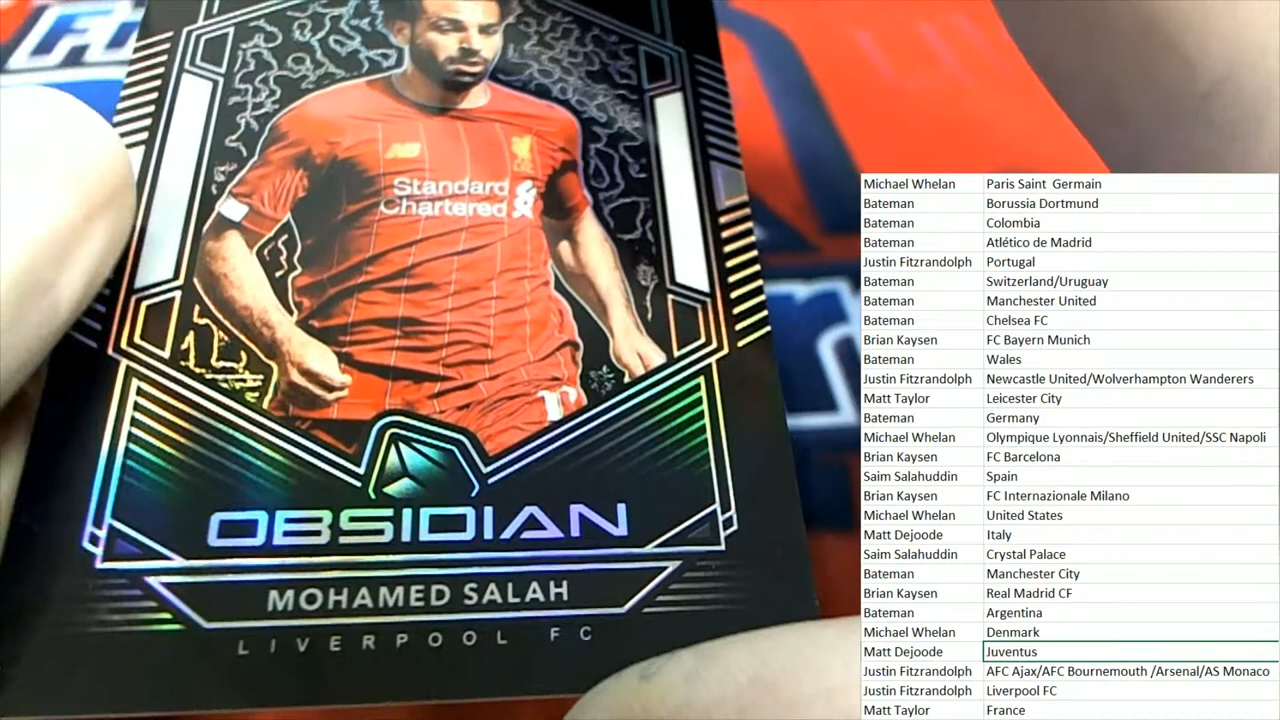 NB
Standard
Chartered
OBSIDIAN
MOHAMED SALAH
LIVERPOOL FC
Michael Whelan Paris Saint Germain
Bateman Borussia Dortmund
Bateman Colombia
Bateman Atlético de Madrid
Justin Fitzrandolph Portugal
Bateman Switzerland/Uruguay
Bateman Manchester United
Bateman Chelsea FC
Brian Kaysen FC Bayern Munich
Bateman Wales
Justin Fitzrandolph Newcastle United/Wolverhampton Wanderers
Matt Taylor Leicester City
Bateman Germany
Michael Whelan Olympique Lyonnais/Sheffield United/SSC Napoli
Brian Kaysen FC Barcelona
Saim Salahuddin Spain
Brian Kaysen FC Internazionale Milano
Michael Whelan United States
Matt Dejoode Italy
Saim Salahuddin Crystal Palace
Bateman Manchester City
Brian Kaysen Real Madrid CF
Bateman Argentina
Michael Whelan Denmark
Matt Dejoode Juventus
Justin Fitzrandolph AFC Ajax/AFC Bournemouth /Arsenal/AS Monaco
Justin Fitzrandolph Liverpool FC
Matt Taylor France